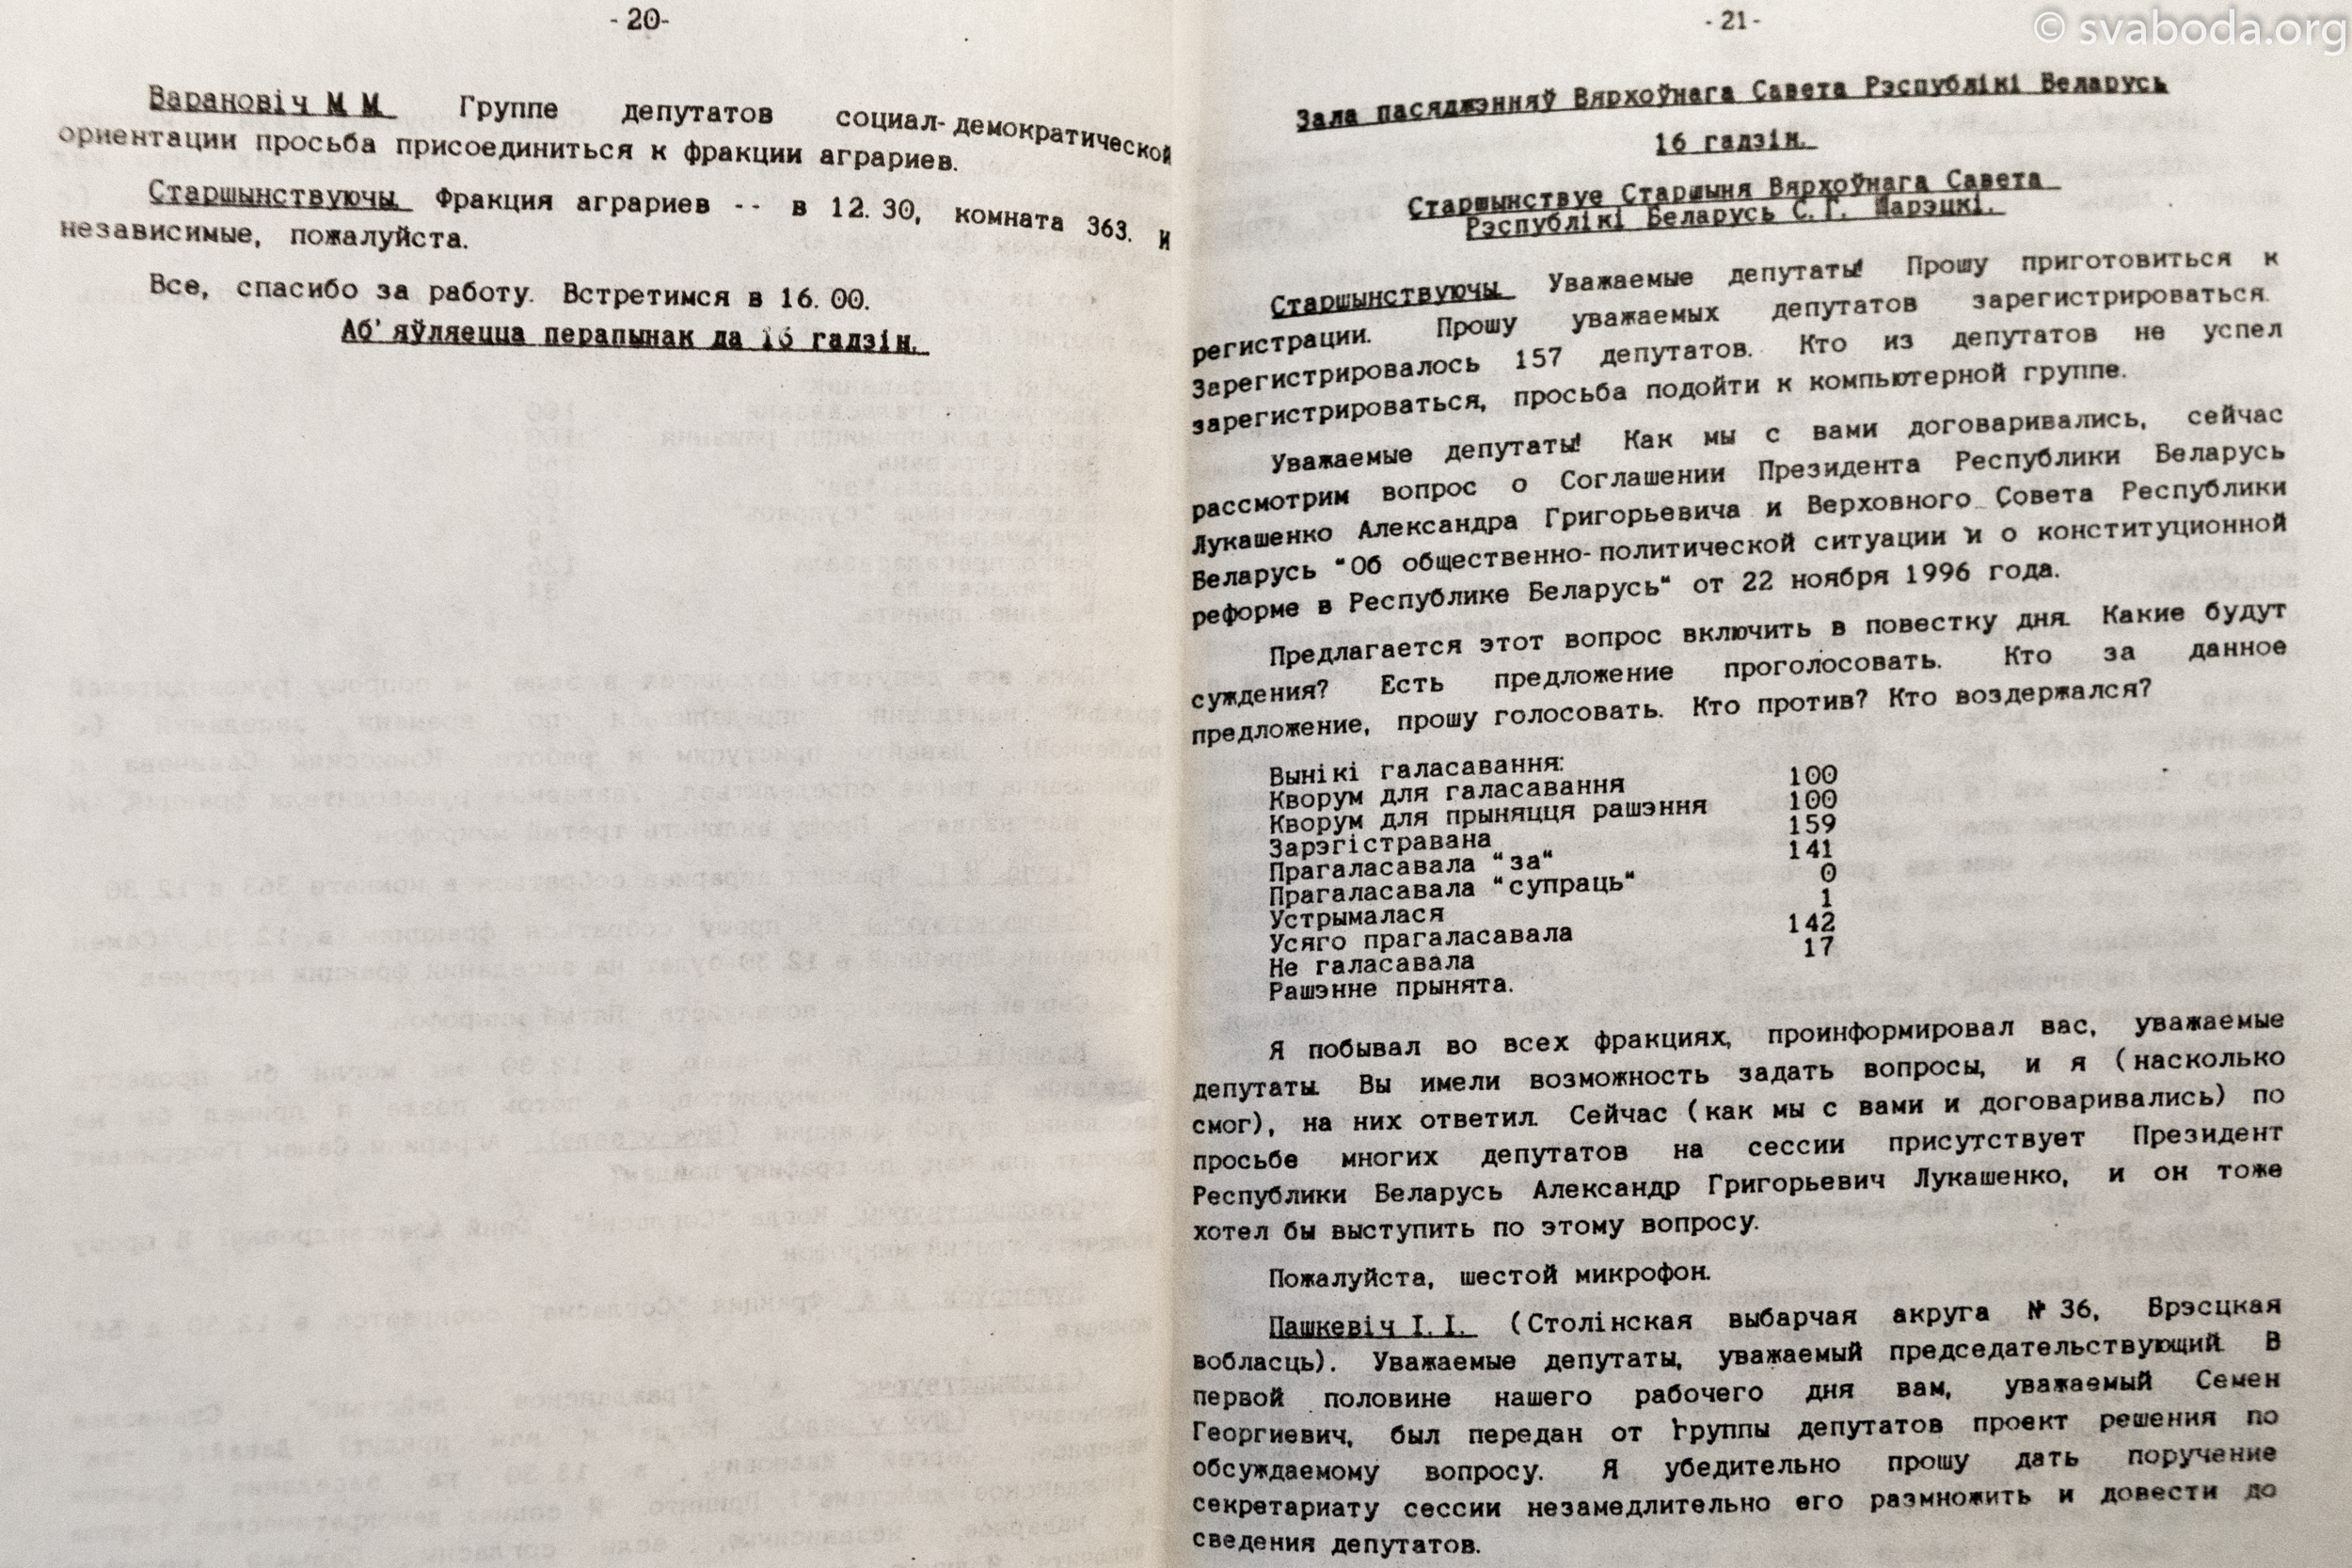 -20-
Варановіч М. М. Группе депутатов социал-демократической
ориентации просьба присоединиться к фракции аграриев.
Старшынствуючы. Фракция аграриев -- в 12.30, комната 363. И
независимые, пожалуйста.
Все, спасибо за работу. Встретимся в 16.00.
Аб'яўляецца перапынак да 16 гадзін.
-21-
© svaboda.org
Зала пасяджэнняў Вярхоўнага Савета Рэспублікі Беларусь
16 гадзін.
Старшынствуе Старшыня Вярхоўнага Савета
Рэспублікі Беларусь С.Г. Шарэцкі.
Старшынствуючы. Уважаемые депутаты! Прошу приготовиться к
регистрации. Прошу уважаемых депутатов зарегистрироваться.
Зарегистрировалось 157 депутатов. Кто из депутатов не успел
зарегистрироваться, просьба подойти к компьютерной группе.
Уважаемые депутаты! Как мы с вами договаривались, сейчас
рассмотрим вопрос о Соглашении Президента Республики Беларусь
Лукашенко Александра Григорьевича и Верховного Совета Республики
Беларусь "Об общественно-политической ситуации и о конституционной
реформе в Республике Беларусь" от 22 ноября 1996 года.
Предлагается этот вопрос включить в повестку дня. Какие будут
суждения? Есть предложение проголосовать. Кто за данное
предложение, прошу голосовать. Кто против? Кто воздержался?
Вынікі галасавання:
Кворум для галасавання 100
Кворум для прыняцця рашэння 100
Зарэгістравана 159
Прагаласавала "за" 141
Прагаласавала "супраць" 0
Устрымалася 1
Усяго прагаласавала 142
Не галасавала 17
Рашэнне прынята.
Я побывал во всех фракциях, проинформировал вас, уважаемые
депутаты. Вы имели возможность задать вопросы, и я (насколько
смог), на них ответил. Сейчас (как мы с вами и договаривались) по
просьбе многих депутатов на сессии присутствует Президент
Республики Беларусь Александр Григорьевич Лукашенко, и он тоже
хотел бы выступить по этому вопросу.
Пожалуйста, шестой микрофон.
Пашкевіч І.І. (Столінская выбарчая акруга № 36, Брэсцкая
вобласць). Уважаемые депутаты, уважаемый председательствующий. В
первой половине нашего рабочего дня вам, уважаемый Семен
Георгиевич, был передан от группы депутатов проект решения по
обсуждаемому вопросу. Я убедительно прошу дать поручение
секретариату сессии незамедлительно его размножить и довести до
сведения депутатов.